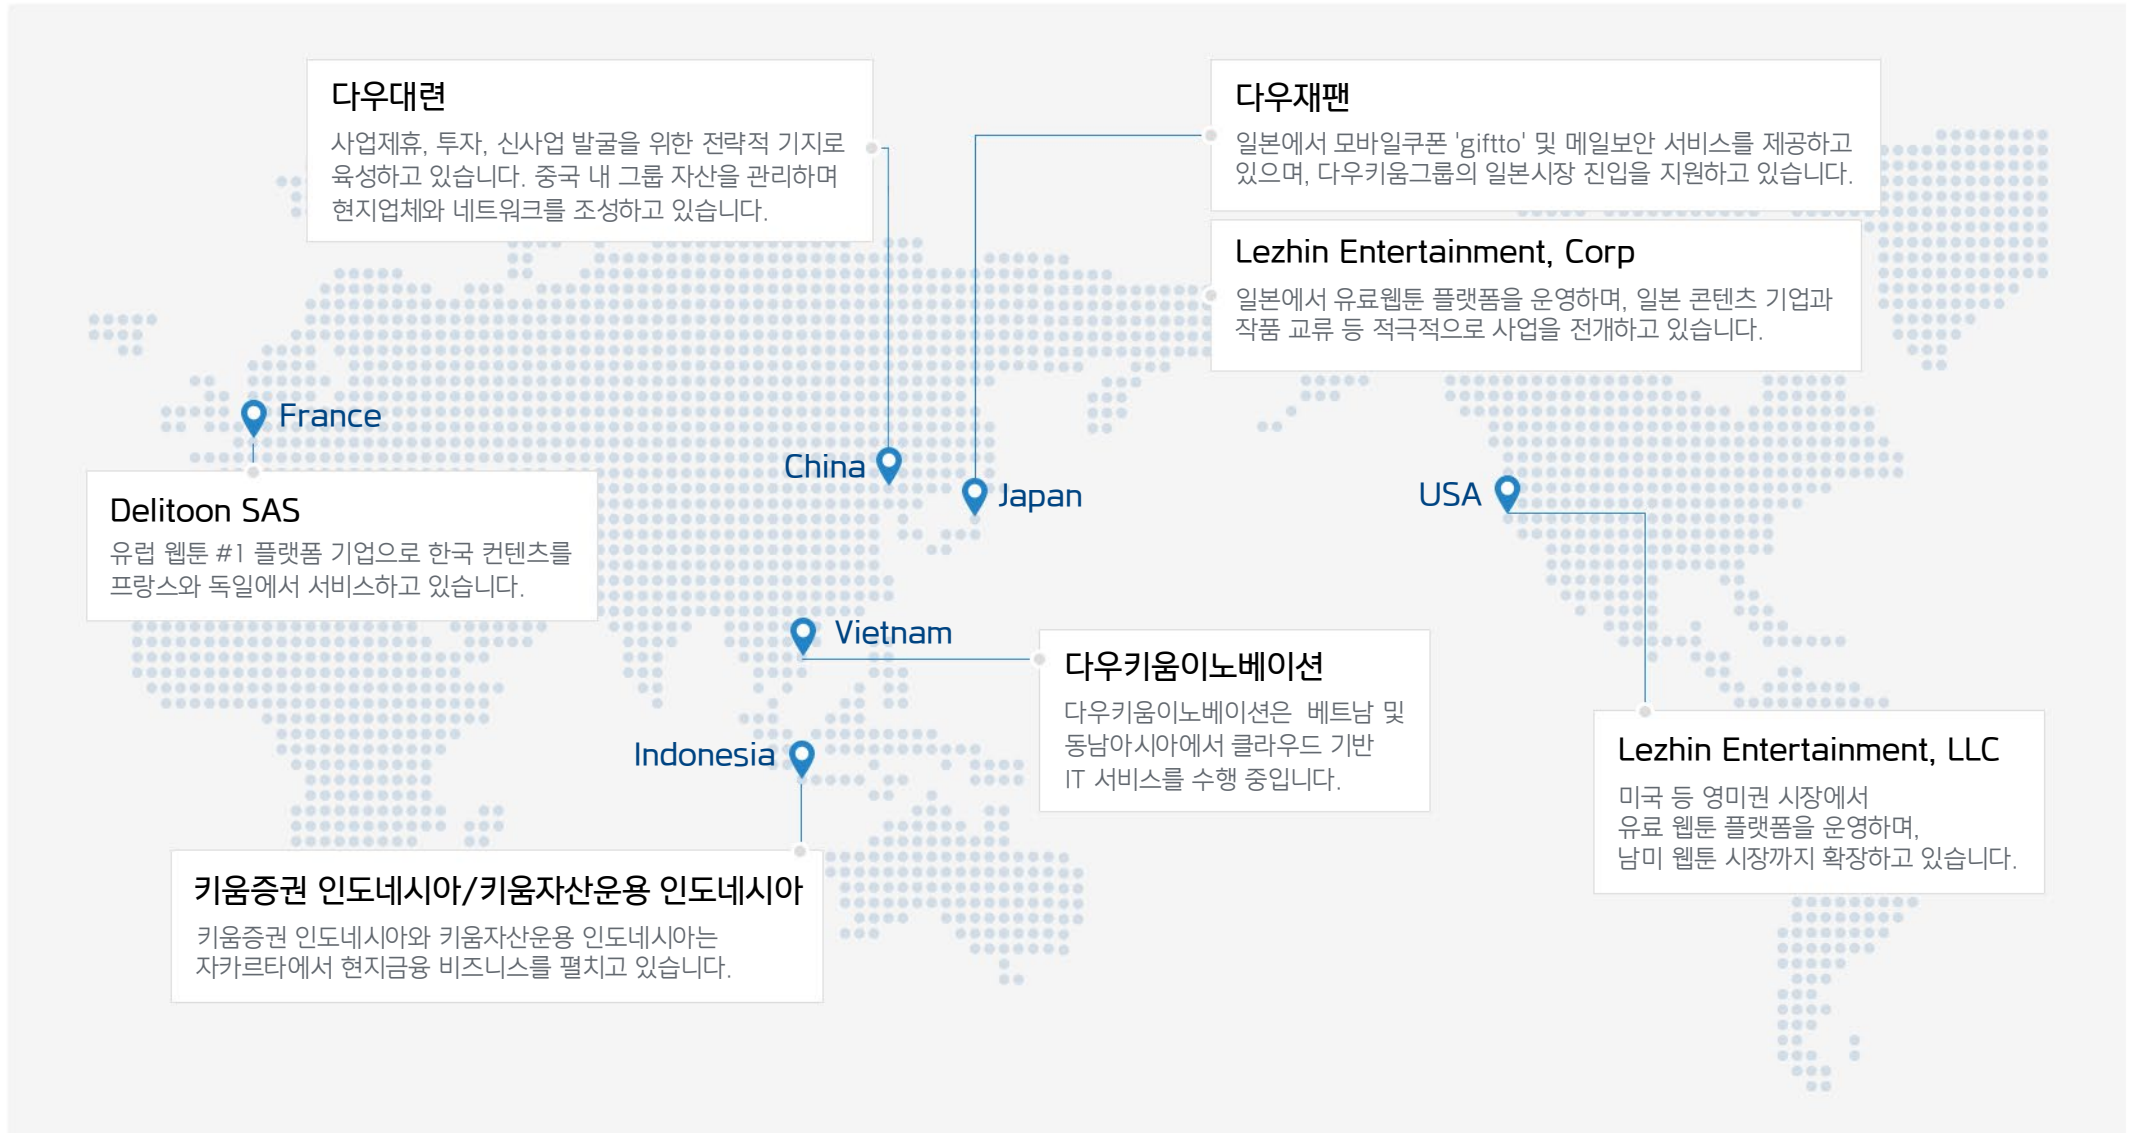 다우대련
사업제휴, 투자, 신사업 발굴을 위한 전략적 기지로
육성하고 있습니다. 중국 내 그룹 자산을 관리하며
현지업체와 네트워크를 조성하고 있습니다.
다우재팬
일본에서 모바일쿠폰 'giftto' 및 메일보안 서비스를 제공하고
있으며, 다우키움그룹의 일본시장 진입을 지원하고 있습니다.
Lezhin Entertainment, Corp
일본에서 유료웹툰 플랫폼을 운영하며, 일본 콘텐츠 기업과
작품 교류 등 적극적으로 사업을 전개하고 있습니다.
France
China
Japan
USA
Delitoon SAS
유럽 웹툰 #1 플랫폼 기업으로 한국 컨텐츠를
프랑스와 독일에서 서비스하고 있습니다.
Vietnam
다우키움이노베이션
다우키움이노베이션은 베트남 및
동남아시아에서 클라우드 기반
IT 서비스를 수행 중입니다.
Indonesia
Lezhin Entertainment, LLC
미국 등 영미권 시장에서
유료 웹툰 플랫폼을 운영하며,
남미 웹툰 시장까지 확장하고 있습니다.
키움증권 인도네시아/키움자산운용 인도네시아
키움증권 인도네시아와 키움자산운용 인도네시아는
자카르타에서 현지금융 비즈니스를 펼치고 있습니다.